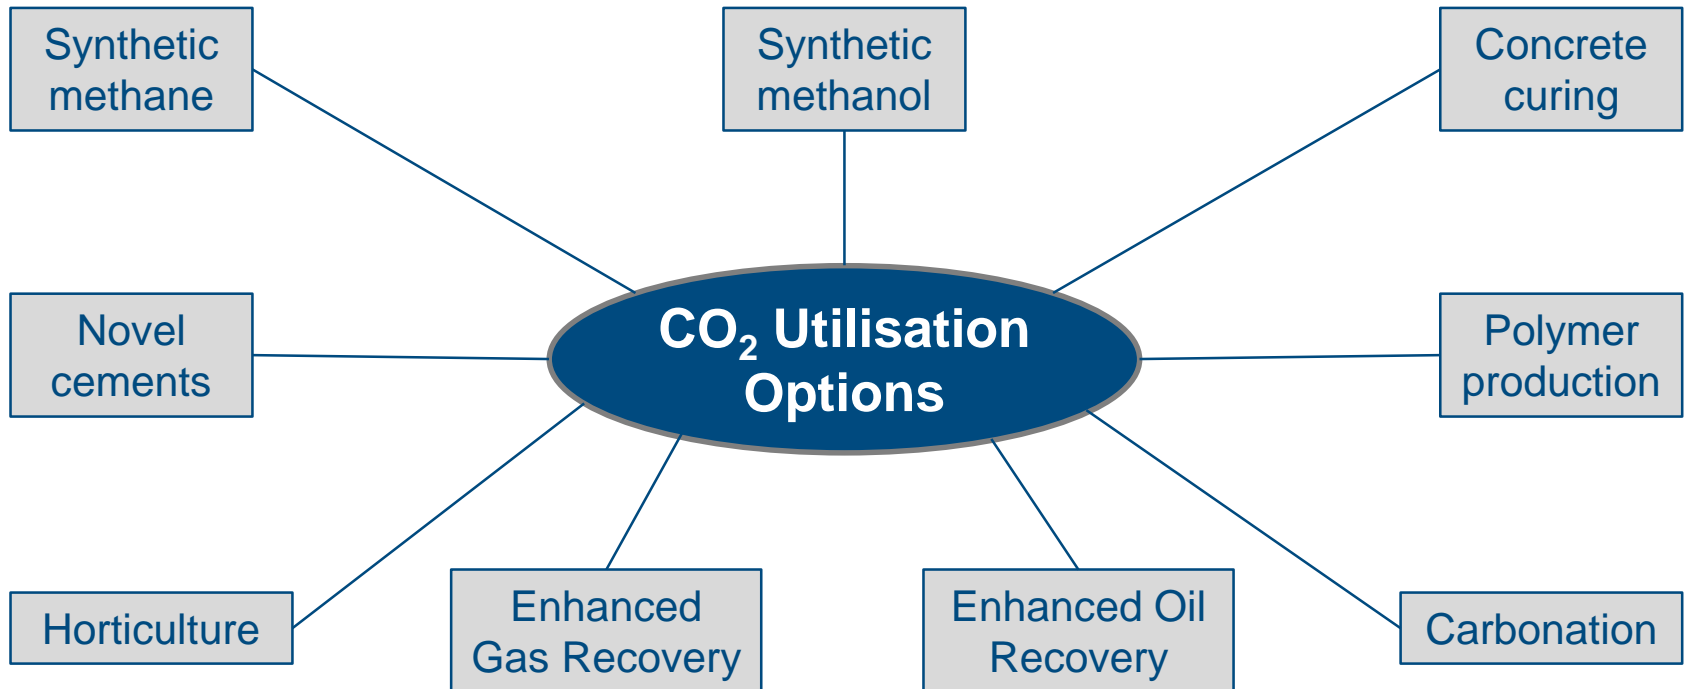 Synthetic
methane
Synthetic
methanol
Concrete
curing
CO₂ Utilisation
Options
Novel
cements
Polymer
production
Horticulture
Enhanced
Gas Recovery
Enhanced Oil
Recovery
Carbonation